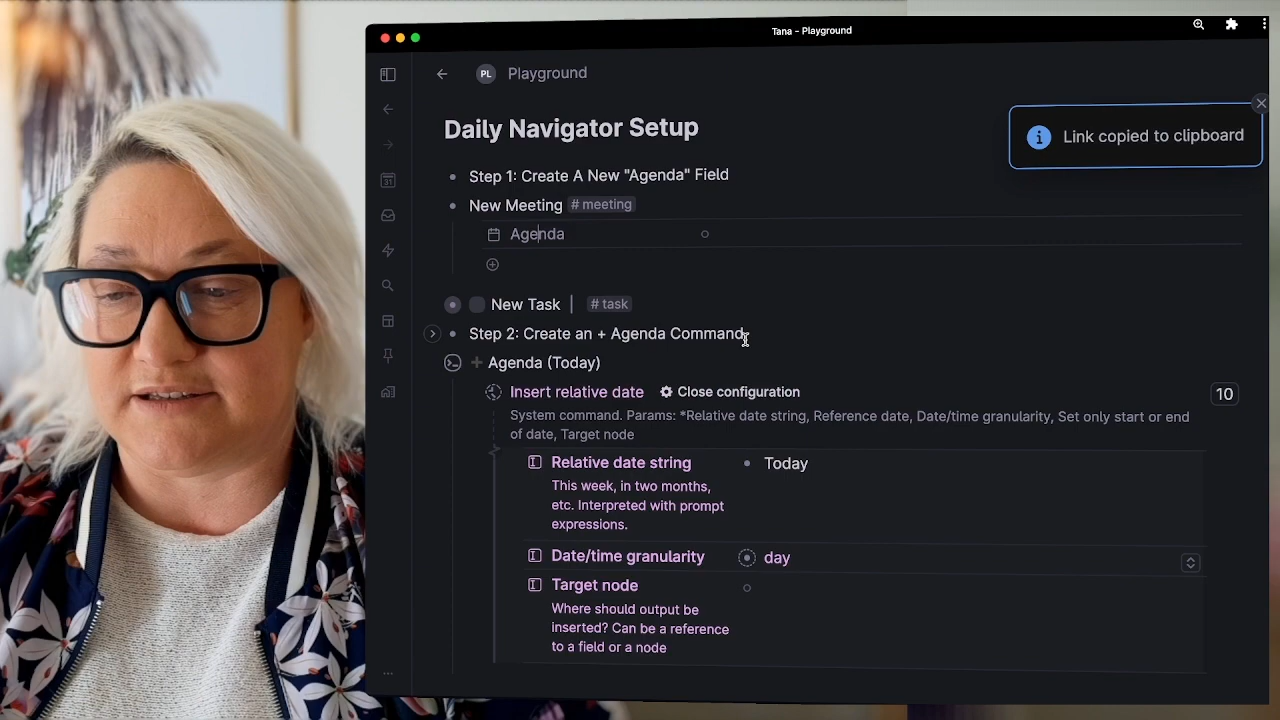 Tana - Playground
PL Playground
Daily Navigator Setup
Link copied to clipboard
Step 1: Create A New "Agenda" Field
New Meeting # meeting
Agenda
New Task # task
Step 2: Create an + Agenda Command
Agenda (Today)
Insert relative date Close configuration
10
System command. Params: *Relative date string, Reference date, Date/time granularity, Set only start or end
of date, Target node
Relative date string
Today
This week, in two months,
etc. Interpreted with prompt
expressions.
Date/time granularity
day
Target node
Where should output be
inserted? Can be a reference
to a field or a node